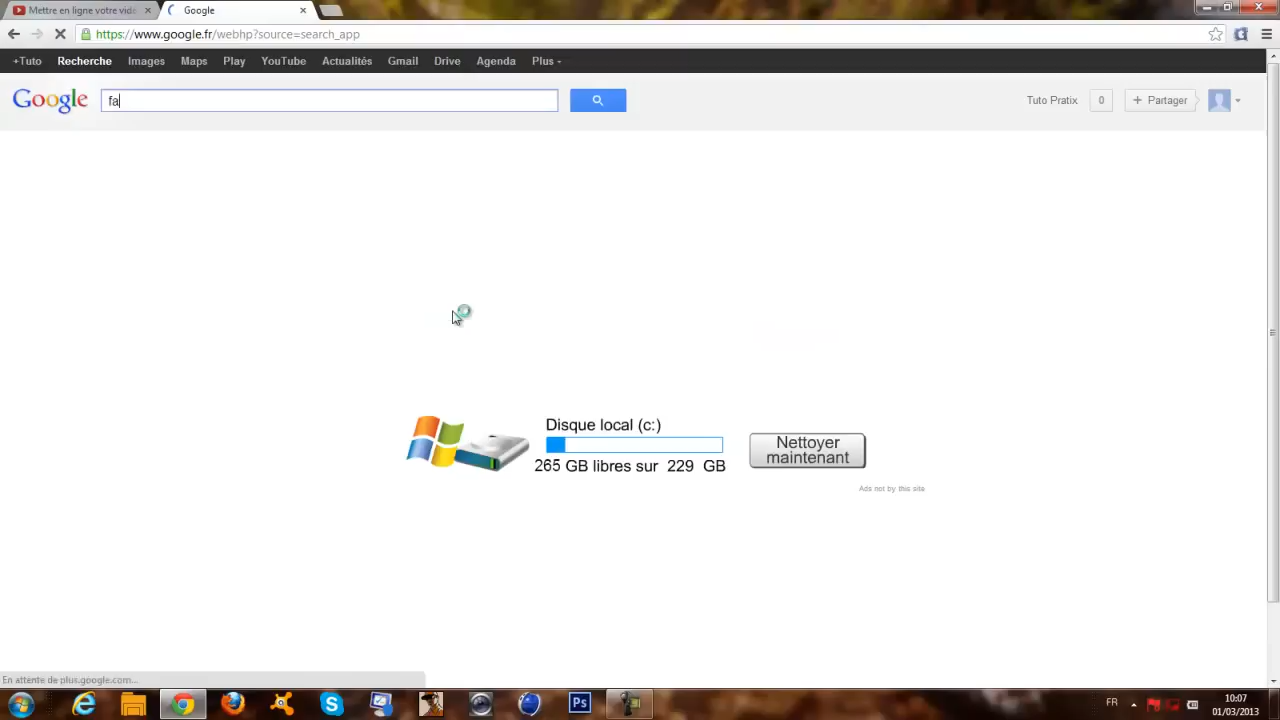 Mettre en ligne votre vidé
Google
https://www.google.fr/webhp?source=search_app
+Tuto Recherche Images Maps Play YouTube Actualités Gmail Drive Agenda Plus
Google fa Tuto Pratix 0 + Partager
Disque local (c:)
265 GB libres sur 229 GB
Nettoyer
maintenant
Ads not by this site
En attente de plus.google.com...
Ps
FR
10:07
01/03/2013